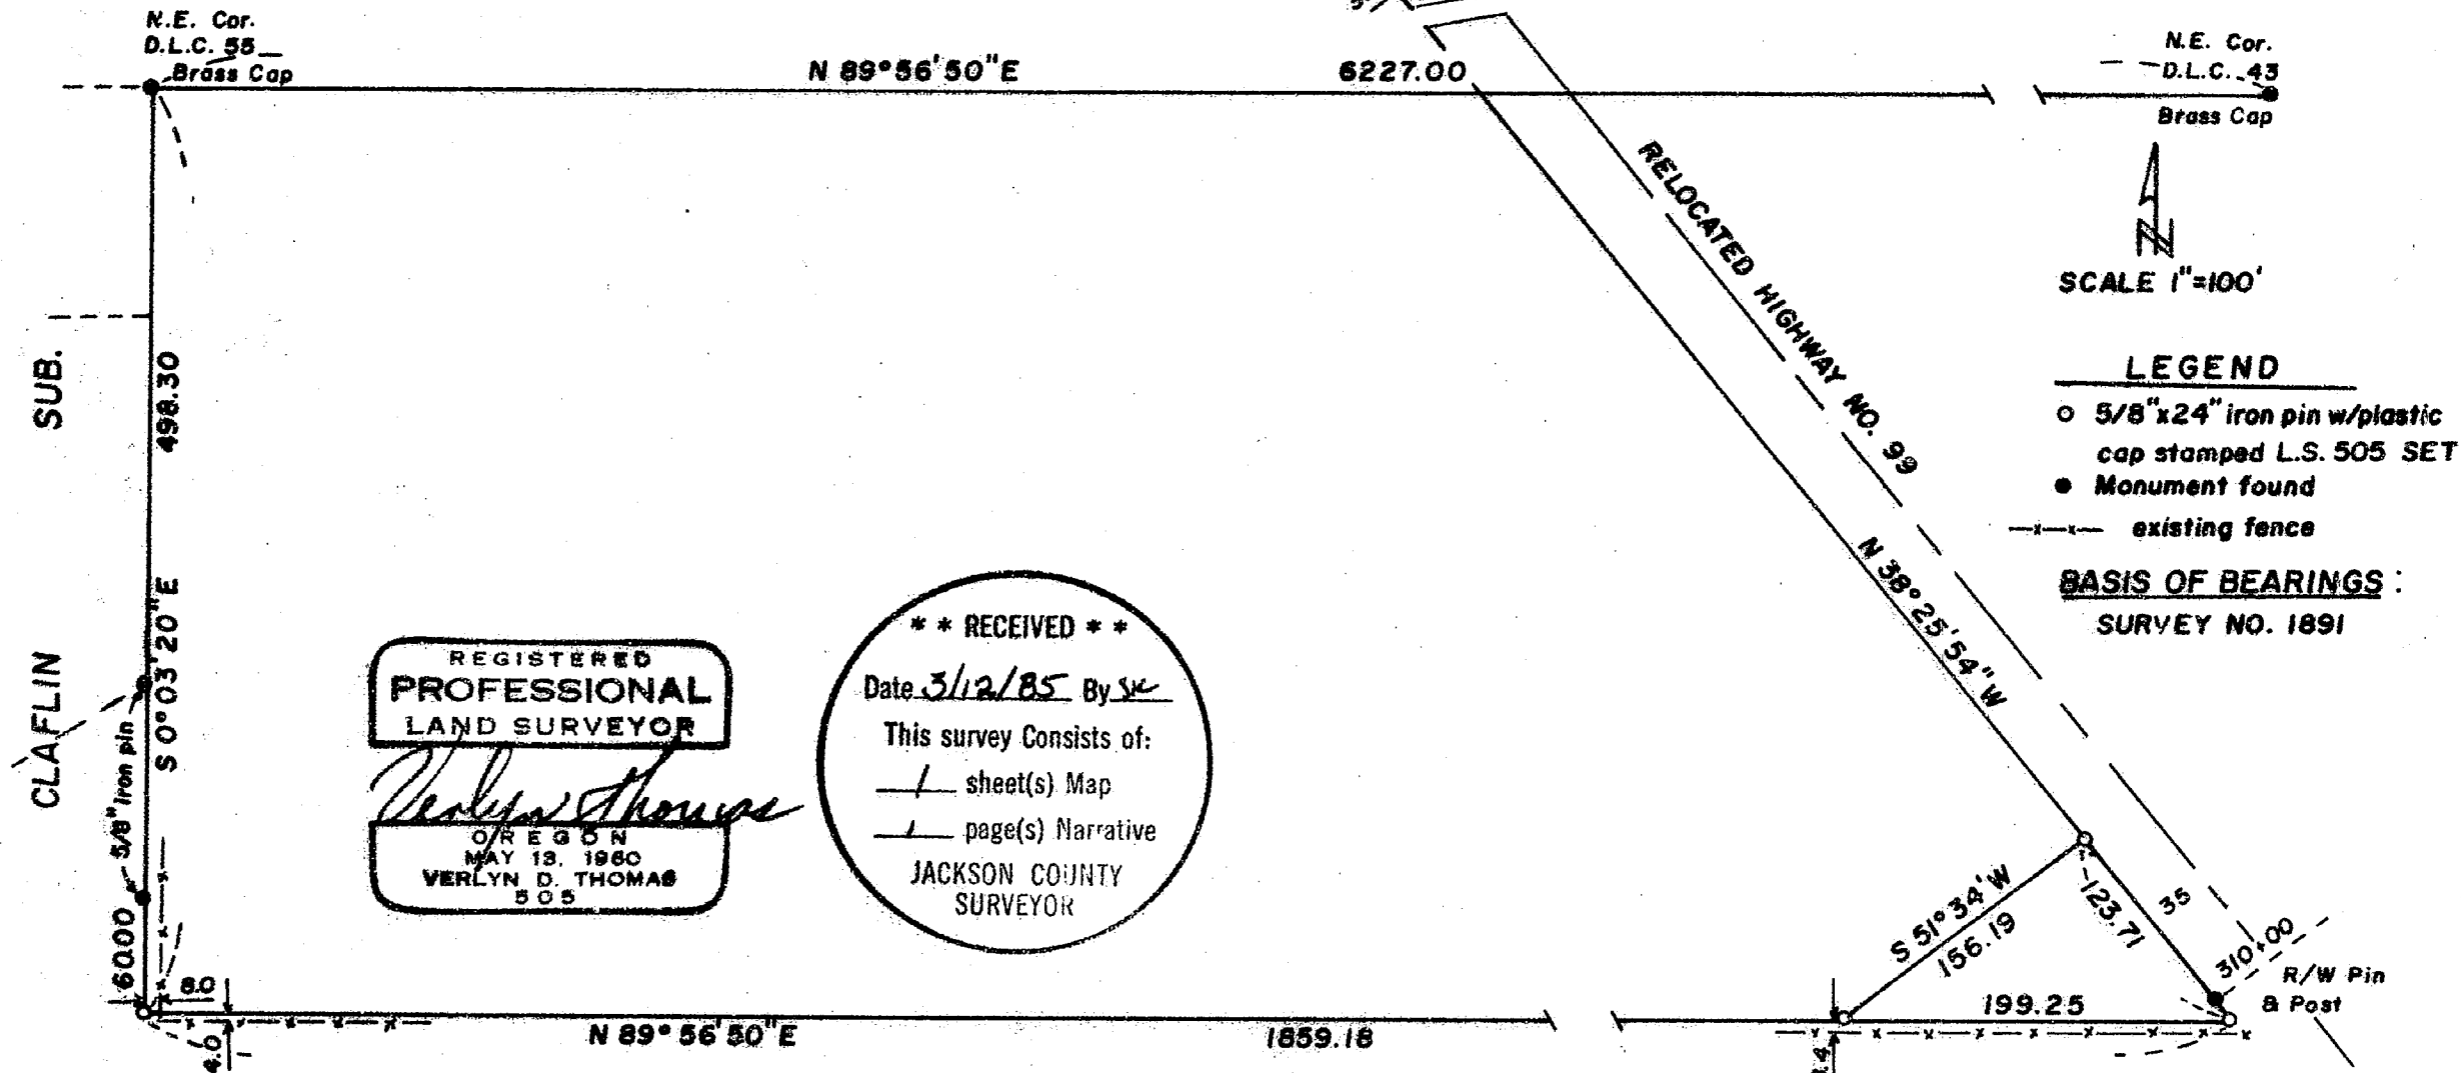 N.E. Cor.
D.L.C. 55
Brass Cap
N 89°56'50"E
6227.00
N.E. Cor.
D.L.C. 43
Brass Cap
RELOCATED HIGHWAY NO. 99
N
SCALE 1"=100'
LEGEND
5/8"x24" iron pin w/plastic
cap stamped L.S. 505 SET
Monument found
existing fence
BASIS OF BEARINGS :
SURVEY NO. 1891
CLAFLIN SUB.
498.30
S 0°03'20"E
5/8" iron pin
60.00
8.0
4.0
REGISTERED
PROFESSIONAL
LAND SURVEYOR
Verlyn Thomas
OREGON
MAY 13, 1960
VERLYN D. THOMAS
505
* * RECEIVED * *
Date 3/12/85 By
This survey Consists of:
1 sheet(s) Map
1 page(s) Narrative
JACKSON COUNTY
SURVEYOR
N 38°25'54"W
S 51°34'W
156.19
123.71
35
310+00
R/W Pin
& Post
199.25
N 89°56'50"E
1859.18